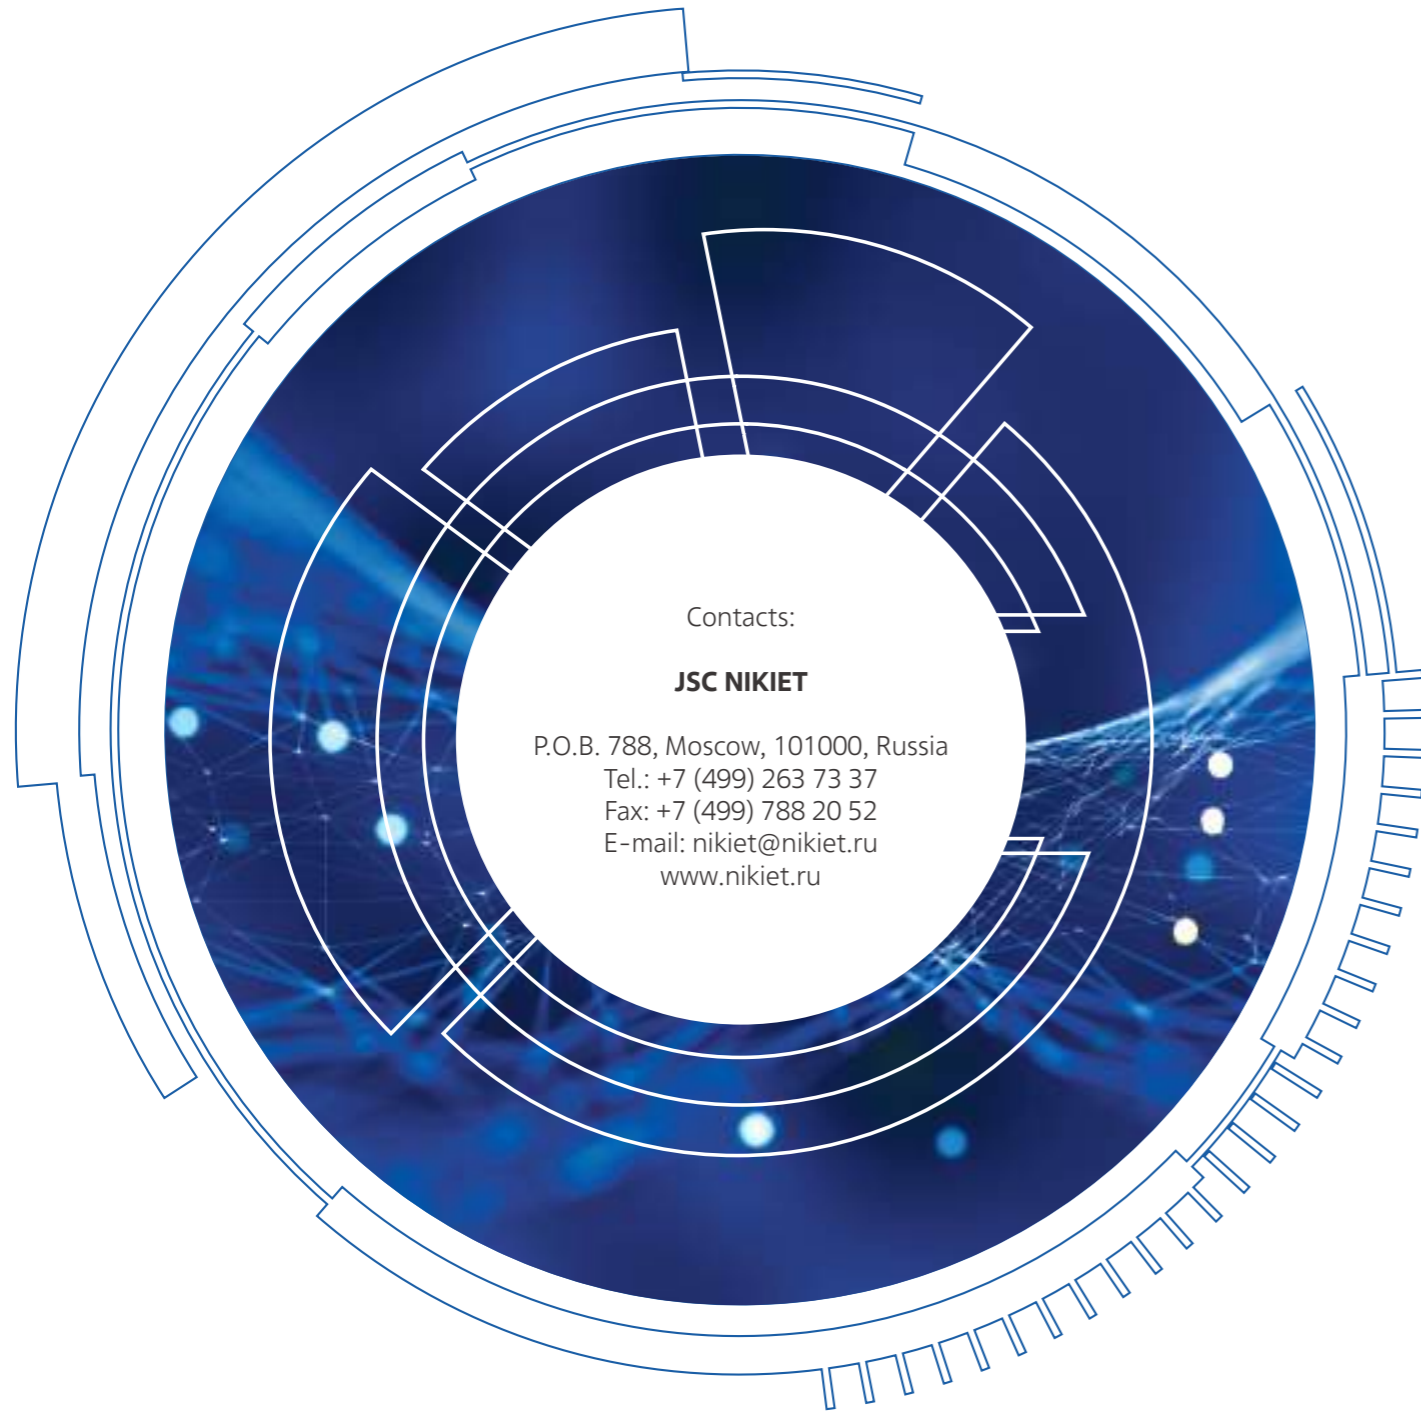 Contacts:
JSC NIKIET
P.O.B. 788, Moscow, 101000, Russia
Tel.: +7 (499) 263 73 37
Fax: +7 (499) 788 20 52
E-mail: nikiet@nikiet.ru
www.nikiet.ru